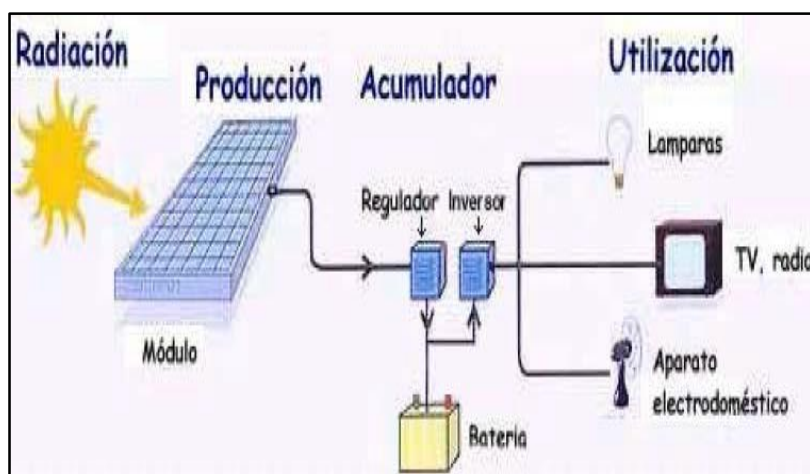 Radiación
Producción
Acumulador
Utilización
Lamparas
Regulador
Inversor
TV, radio
Módulo
Bateria
Aparato
electrodoméstico